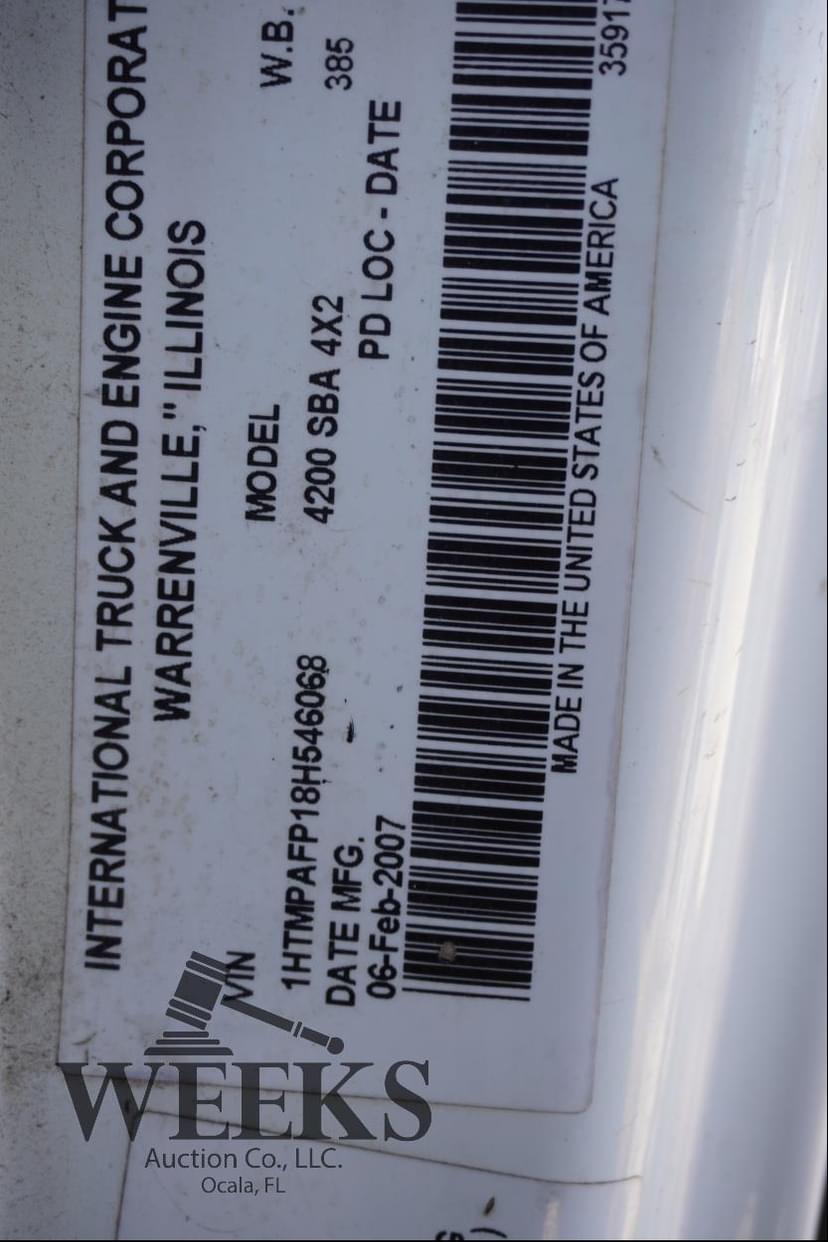 INTERNATIONAL TRUCK AND ENGINE CORPORAT
WARRENVILLE," ILLINOIS
VIN MODEL W.B.
1HTMPAFP18H546068 4200 SBA 4X2 385
DATE MFG. PD LOC - DATE
06-Feb-2007
MADE IN THE UNITED STATES OF AMERICA 35917
WEEKS
Auction Co., LLC.
Ocala, FL